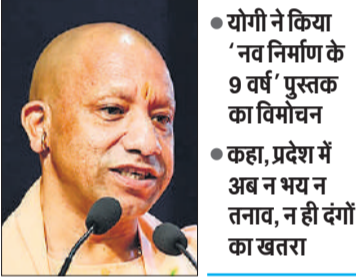 • योगी ने किया
‘नव निर्माण के
9 वर्ष’ पुस्तक
का विमोचन
• कहा, प्रदेश में
अब न भय न
तनाव, न ही दंगों
का खतरा